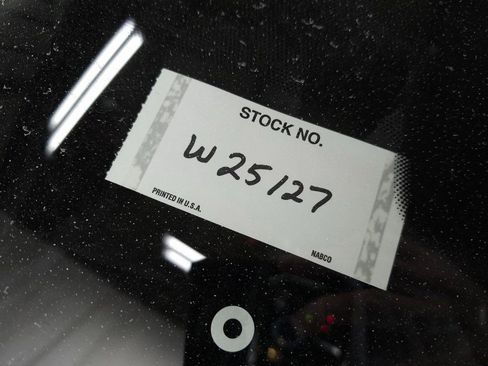 STOCK NO.
W25127
PRINTED IN U.S.A.
NABCO